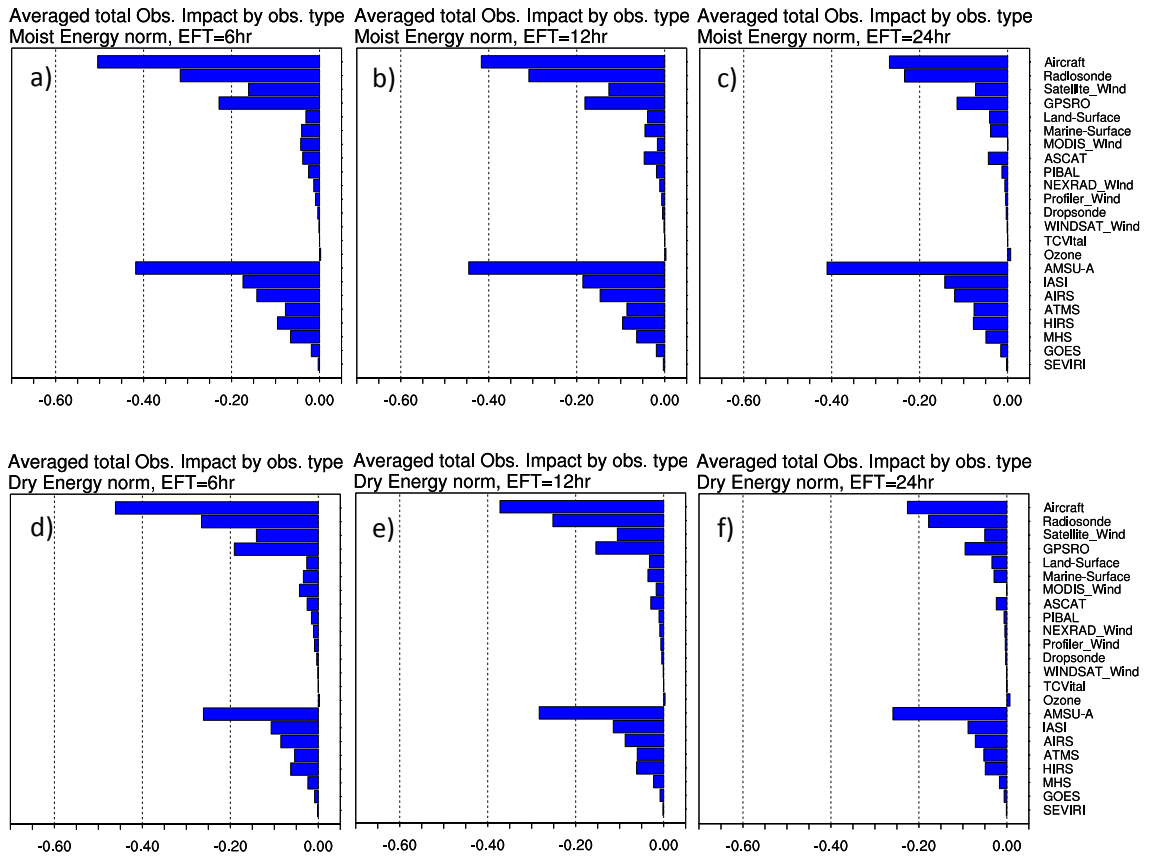 Averaged total Obs. Impact by obs. type
Moist Energy norm, EFT=6hr
a)
-0.60 -0.40 -0.20 0.00
Averaged total Obs. Impact by obs. type
Moist Energy norm, EFT=12hr
b)
-0.60 -0.40 -0.20 0.00
Averaged total Obs. Impact by obs. type
Moist Energy norm, EFT=24hr
c)
-0.60 -0.40 -0.20 0.00
Aircraft
Radiosonde
Satellite_Wind
GPSRO
Land-Surface
Marine-Surface
MODIS_Wind
ASCAT
PIBAL
NEXRAD_Wind
Profiler_Wind
Dropsonde
WINDSAT_Wind
TCVital
Ozone
AMSU-A
IASI
AIRS
ATMS
HIRS
MHS
GOES
SEVIRI
Averaged total Obs. Impact by obs. type
Dry Energy norm, EFT=6hr
d)
-0.60 -0.40 -0.20 0.00
Averaged total Obs. Impact by obs. type
Dry Energy norm, EFT=12hr
e)
-0.60 -0.40 -0.20 0.00
Averaged total Obs. Impact by obs. type
Dry Energy norm, EFT=24hr
f)
-0.60 -0.40 -0.20 0.00
Aircraft
Radiosonde
Satellite_Wind
GPSRO
Land-Surface
Marine-Surface
MODIS_Wind
ASCAT
PIBAL
NEXRAD_Wind
Profiler_Wind
Dropsonde
WINDSAT_Wind
TCVital
Ozone
AMSU-A
IASI
AIRS
ATMS
HIRS
MHS
GOES
SEVIRI